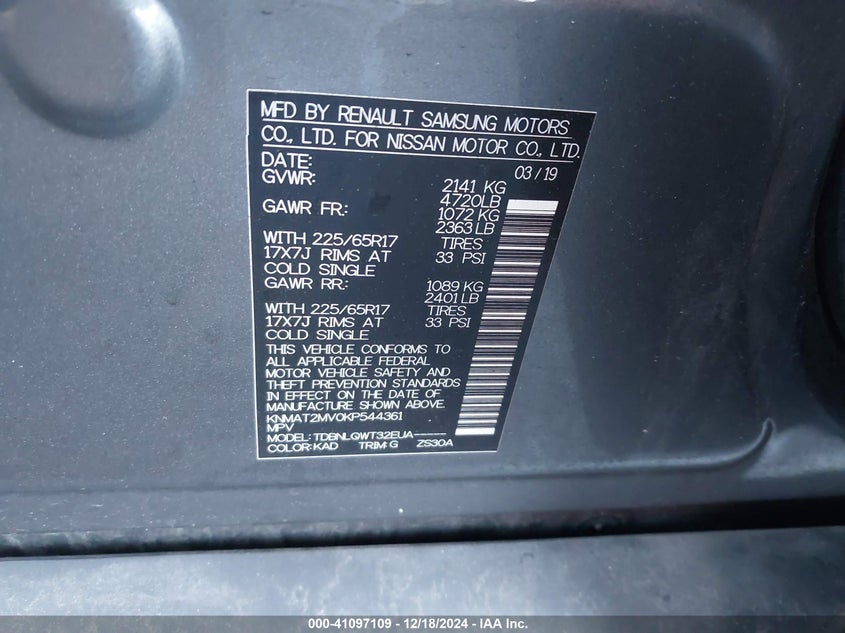 MFD BY RENAULT SAMSUNG MOTORS
CO., LTD. FOR NISSAN MOTOR CO., LTD.
DATE: 03/19
GVWR: 2141 KG
4720LB
GAWR FR.: 1072 KG
2363 LB
WITH 225/65R17 TIRES
17X7J RIMS AT 33 PSI
COLD SINGLE
GAWR RR.: 1089 KG
2401 LB
WITH 225/65R17 TIRES
17X7J RIMS AT 33 PSI
COLD SINGLE
THIS VEHICLE CONFORMS TO
ALL APPLICABLE FEDERAL
MOTOR VEHICLE SAFETY AND
THEFT PREVENTION STANDARDS
IN EFFECT ON THE DATE OF
MANUFACTURE SHOWN ABOVE.
KNMAT2MV0KP544361
MPV
MODEL: TDBNLQWT32EUA-----
COLOR: KAD TRIM: G ZS30A
000-41097109 - 12/18/2024 - IAA Inc.